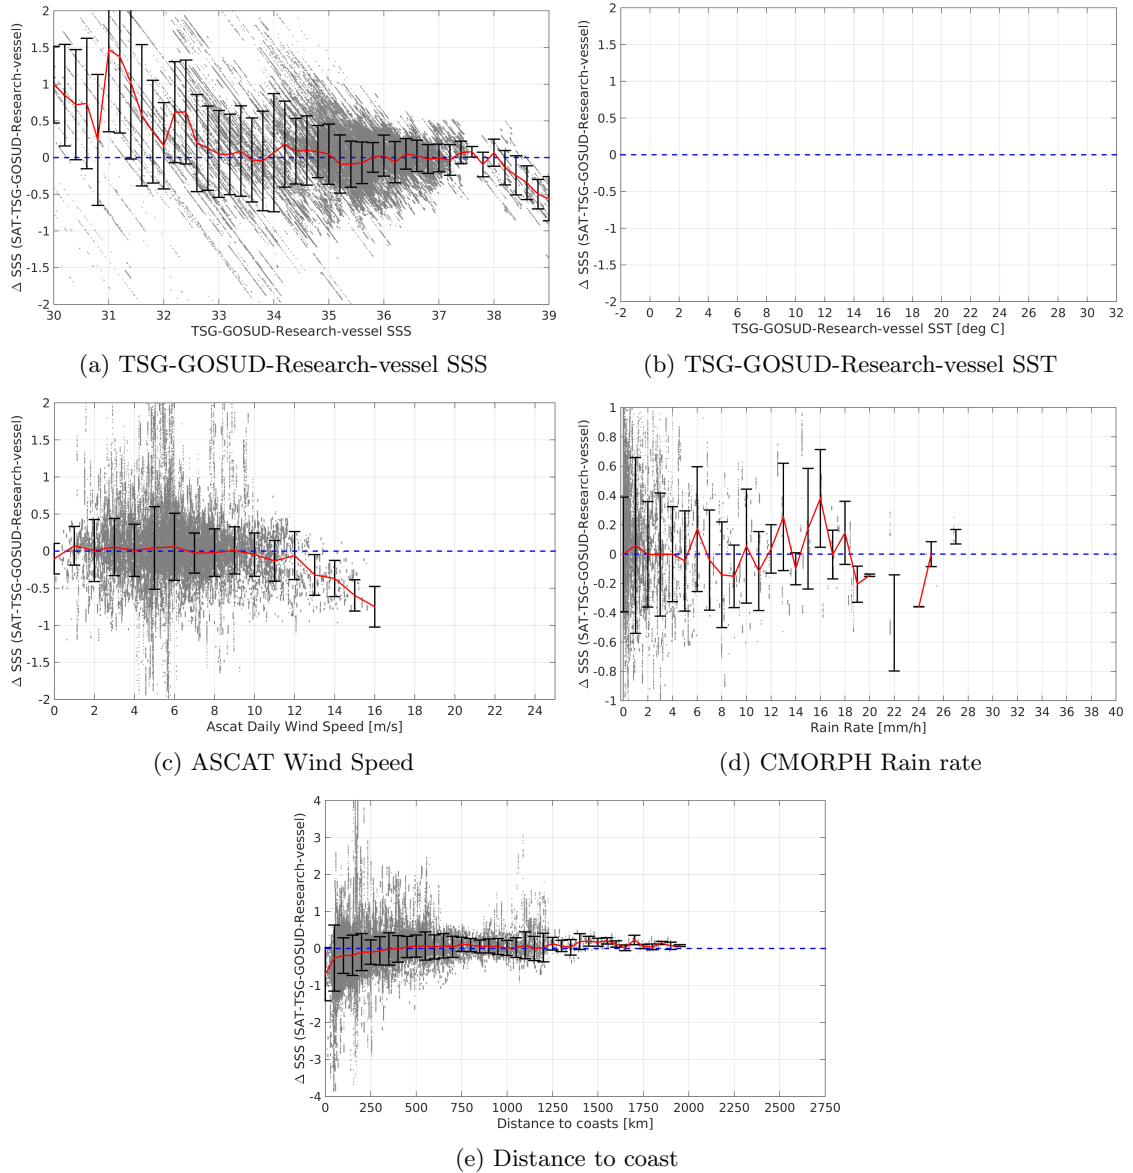 Δ SSS (SAT-TSG-GOSUD-Research-vessel)
2
1.5
1
0.5
0
-0.5
-1
-1.5
-2
30 31 32 33 34 35 36 37 38 39
TSG-GOSUD-Research-vessel SSS
(a) TSG-GOSUD-Research-vessel SSS
Δ SSS (SAT-TSG-GOSUD-Research-vessel)
2
1.5
1
0.5
0
-0.5
-1
-1.5
-2
-2 0 2 4 6 8 10 12 14 16 18 20 22 24 26 28 30 32
TSG-GOSUD-Research-vessel SST [deg C]
(b) TSG-GOSUD-Research-vessel SST
Δ SSS (SAT-TSG-GOSUD-Research-vessel)
2
1.5
1
0.5
0
-0.5
-1
-1.5
-2
0 2 4 6 8 10 12 14 16 18 20 22 24
Ascat Daily Wind Speed [m/s]
(c) ASCAT Wind Speed
Δ SSS (SAT-TSG-GOSUD-Research-vessel)
1
0.8
0.6
0.4
0.2
0
-0.2
-0.4
-0.6
-0.8
-1
0 2 4 6 8 10 12 14 16 18 20 22 24 26 28 30 32 34 36 38 40
Rain Rate [mm/h]
(d) CMORPH Rain rate
Δ SSS (SAT-TSG-GOSUD-Research-vessel)
4
3
2
1
0
-1
-2
-3
-4
0 250 500 750 1000 1250 1500 1750 2000 2250 2500 2750
Distance to coasts [km]
(e) Distance to coast